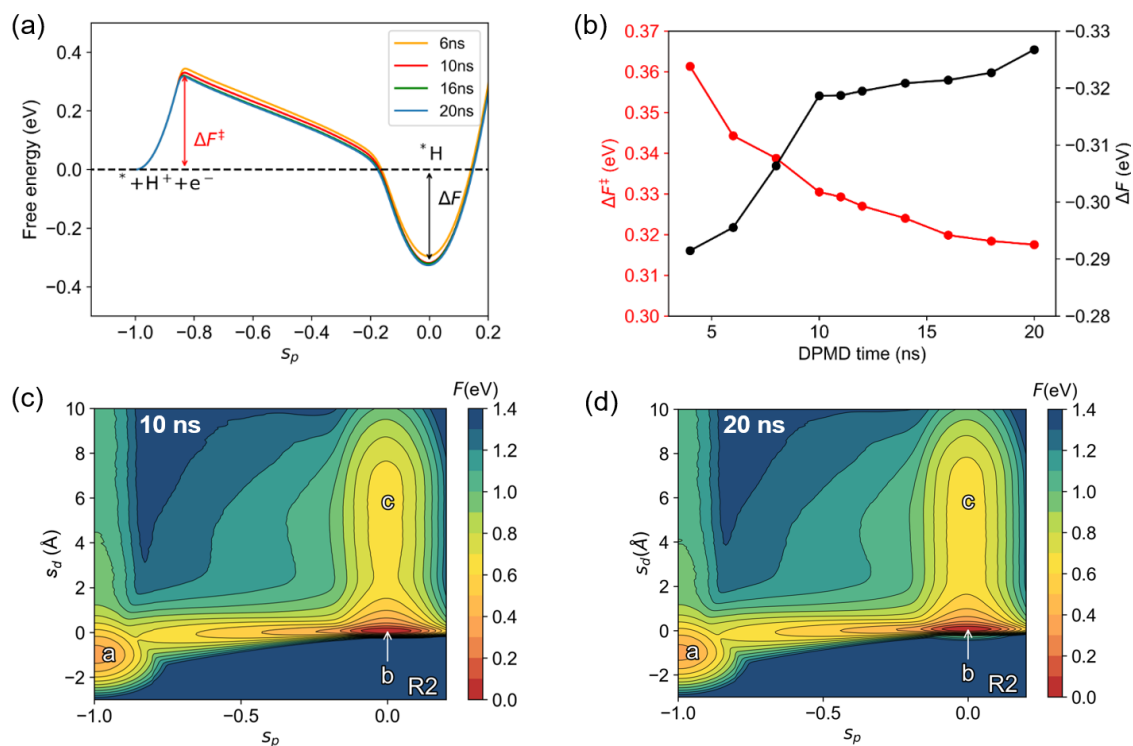 (a)
Free energy (eV)
0.4
0.2
0.0
−0.2
−0.4
6ns
10ns
16ns
20ns
ΔF‡
*H
* +H⁺ +e⁻
ΔF
−1.0 −0.8 −0.6 −0.4 −0.2 0.0 0.2
s_p
(b)
ΔF‡ (eV)
0.37
0.36
0.35
0.34
0.33
0.32
0.31
0.30
ΔF (eV)
−0.33
−0.32
−0.31
−0.30
−0.29
−0.28
5 10 15 20
DPMD time (ns)
(c)
10 ns
s_d (Å)
10
8
6
4
2
0
−2
a
b
c
R2
−1.0 −0.5 0.0
s_p
F(eV)
1.4
1.2
1.0
0.8
0.6
0.4
0.2
0.0
(d)
20 ns
s_d(Å)
10
8
6
4
2
0
−2
a
b
c
R2
−1.0 −0.5 0.0
s_p
F(eV)
1.4
1.2
1.0
0.8
0.6
0.4
0.2
0.0